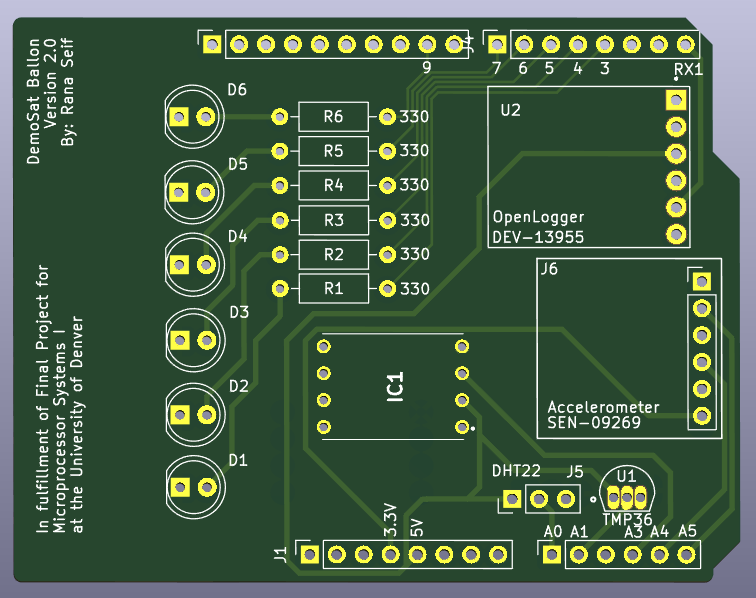 DemoSat Ballon
Version 2.0
By: Rana Seif
J4
9
7
6
5
4
3
RX1
D6
R6
330
U2
D5
R5
330
D4
R4
330
D3
R3
330
OpenLogger
DEV-13955
R2
330
R1
330
J6
In fulfillment of Final Project for
Microprocessor Systems I
at the University of Denver
IC1
D2
Accelerometer
SEN-09269
D1
DHT22
J5
U1
TMP36
J1
3.3V
5V
A0
A1
A3
A4
A5